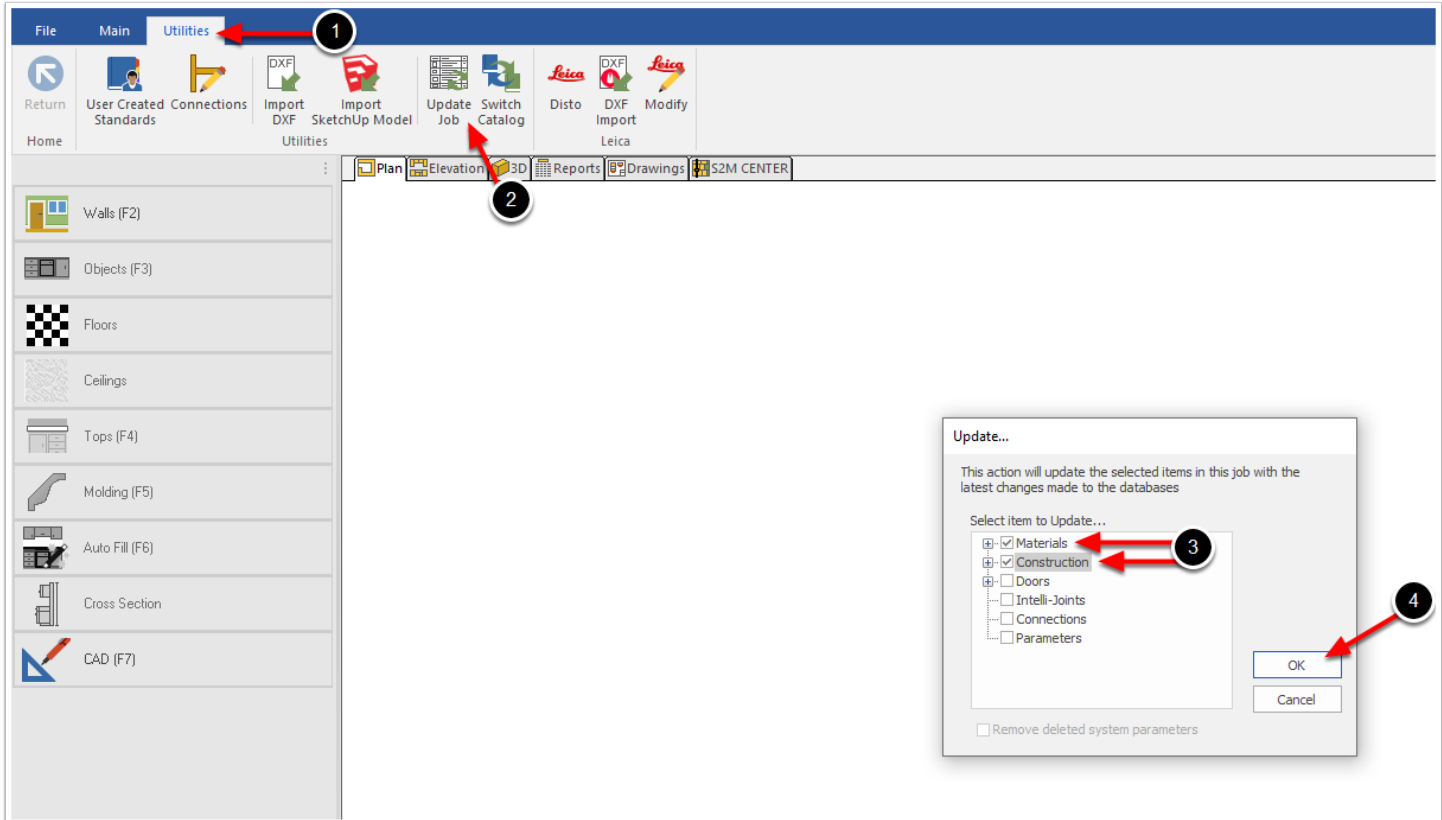 File Main Utilities 1
DXF DXF Leica
Leica
Return User Created Standards Connections Import DXF Import SketchUp Model Update Job Switch Catalog Disto DXF Import Modify
Home Utilities Leica
Plan Elevation 3D Reports Drawings S2M CENTER
2
Walls (F2)
Objects (F3)
Floors
Ceilings
Tops (F4)
Molding (F5)
Auto Fill (F6)
Cross Section
CAD (F7)
Update...
This action will update the selected items in this job with the
latest changes made to the databases
Select item to Update...
Materials
3
Construction
Doors
Intelli-Joints
Connections
Parameters
4
OK
Cancel
Remove deleted system parameters